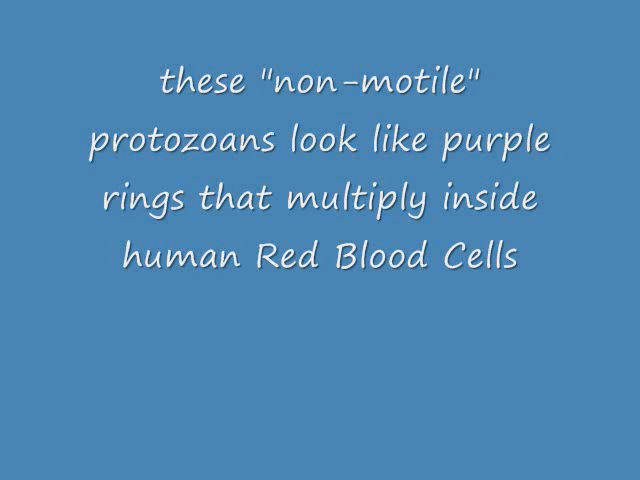 these "non-motile"
protozoans look like purple
rings that multiply inside
human Red Blood Cells